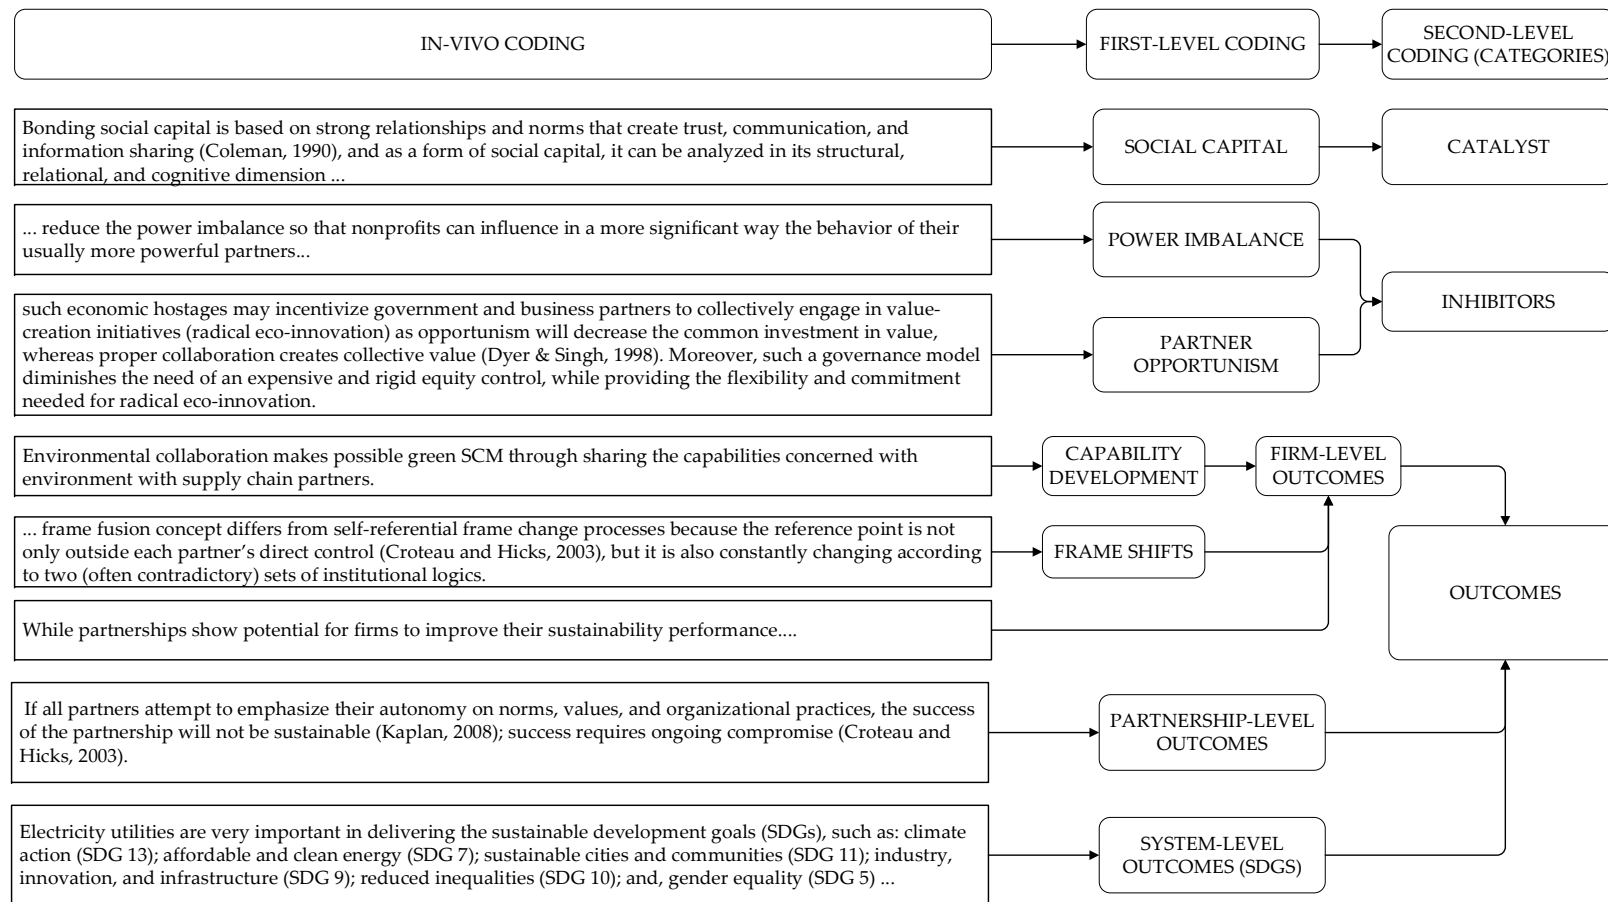 IN-VIVO CODING
FIRST-LEVEL CODING
SECOND-LEVEL
CODING (CATEGORIES)
Bonding social capital is based on strong relationships and norms that create trust, communication, and
information sharing (Coleman, 1990), and as a form of social capital, it can be analyzed in its structural,
relational, and cognitive dimension ...
SOCIAL CAPITAL
CATALYST
... reduce the power imbalance so that nonprofits can influence in a more significant way the behavior of their
usually more powerful partners...
POWER IMBALANCE
INHIBITORS
such economic hostages may incentivize government and business partners to collectively engage in value-
creation initiatives (radical eco-innovation) as opportunism will decrease the common investment in value,
whereas proper collaboration creates collective value (Dyer & Singh, 1998). Moreover, such a governance model
diminishes the need of an expensive and rigid equity control, while providing the flexibility and commitment
needed for radical eco-innovation.
PARTNER
OPPORTUNISM
Environmental collaboration makes possible green SCM through sharing the capabilities concerned with
environment with supply chain partners.
CAPABILITY
DEVELOPMENT
FIRM-LEVEL
OUTCOMES
... frame fusion concept differs from self-referential frame change processes because the reference point is not
only outside each partner's direct control (Croteau and Hicks, 2003), but it is also constantly changing according
to two (often contradictory) sets of institutional logics.
FRAME SHIFTS
OUTCOMES
While partnerships show potential for firms to improve their sustainability performance....
If all partners attempt to emphasize their autonomy on norms, values, and organizational practices, the success
of the partnership will not be sustainable (Kaplan, 2008); success requires ongoing compromise (Croteau and
Hicks, 2003).
PARTNERSHIP-LEVEL
OUTCOMES
Electricity utilities are very important in delivering the sustainable development goals (SDGs), such as: climate
action (SDG 13); affordable and clean energy (SDG 7); sustainable cities and communities (SDG 11); industry,
innovation, and infrastructure (SDG 9); reduced inequalities (SDG 10); and, gender equality (SDG 5) ...
SYSTEM-LEVEL
OUTCOMES (SDGS)